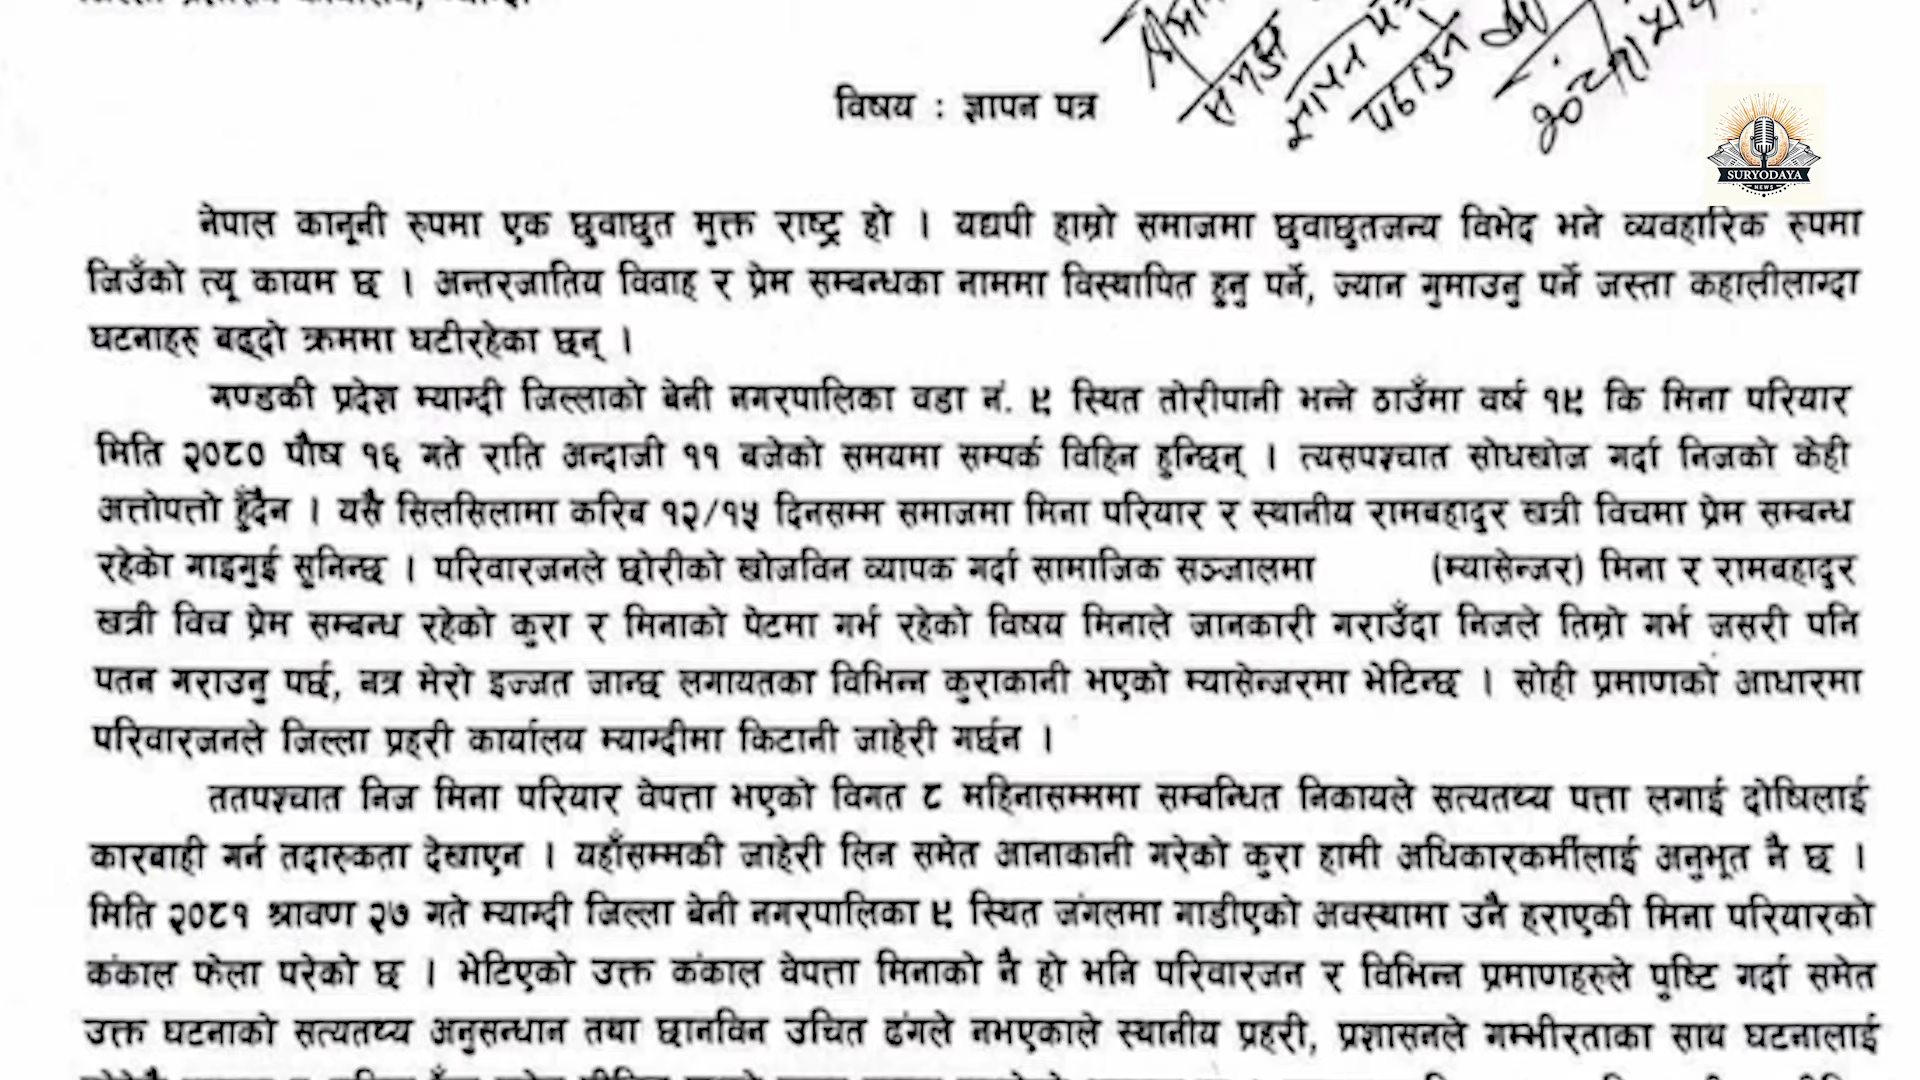 विषय : ज्ञापन पत्र
SURYODAYA
NEWS
नेपाल कानूनी रुपमा एक छुवाछुत मुक्त राष्ट्र हो । यद्यपी हाम्रो समाजमा छुवाछुतजन्य विभेद भने व्यवहारिक रुपमा
जिउँको त्यू कायम छ । अन्तरजातिय विवाह र प्रेम सम्बन्धका नाममा विस्थापित हुनु पर्ने, ज्यान गुमाउनु पर्ने जस्ता कहालीलाग्दा
घटनाहरु बढ्दो क्रममा घटीरहेका छन् ।
गण्डकी प्रदेश म्याग्दी जिल्लाको बेनी नगरपालिका वडा नं. ९ स्थित तोरीपानी भन्ने ठाउँमा वर्ष १९ कि मिना परियार
मिति २०८० पौष १६ गते राति अन्दाजी ११ बजेको समयमा सम्पर्क विहिन हुन्छिन् । त्यसपश्चात सोधखोज गर्दा निजको केही
अत्तोपत्तो हुँदैन । यसै सिलसिलामा करिब १२/१५ दिनसम्म समाजमा मिना परियार र स्थानीय रामबहादुर खत्री विचमा प्रेम सम्बन्ध
रहेको गाइगुई सुनिन्छ । परिवारजनले छोरीको खोजविन व्यापक गर्दा सामाजिक सञ्जालमा (म्यासेन्जर) मिना र रामबहादुर
खत्री विच प्रेम सम्बन्ध रहेको कुरा र मिनाको पेटमा गर्भ रहेको विषय मिनाले जानकारी गराउँदा निजले तिम्रो गर्भ जसरी पनि
पतन गराउनु पर्छ, नत्र मेरो इज्जत जान्छ लगायतका विभिन्न कुराकानी भएको म्यासेन्जरमा भेटिन्छ । सोही प्रमाणको आधारमा
परिवारजनले जिल्ला प्रहरी कार्यालय म्याग्दीमा किटानी जाहेरी गर्छन ।
ततपश्चात निज मिना परियार वेपत्ता भएको विगत ८ महिनासम्ममा सम्बन्धित निकायले सत्यतथ्य पत्ता लगाई दोषिलाई
कारबाही गर्न तदारुकता देखाएन । यहाँसम्मकी जाहेरी लिन समेत आनाकानी गरेको कुरा हामी अधिकारकर्मीलाई अनुभूत नै छ ।
मिति २०८१ श्रावण २७ गते म्याग्दी जिल्ला बेनी नगरपालिका ९ स्थित जंगलमा गाडीएको अवस्थामा उनै हराएकी मिना परियारको
कंकाल फेला परेको छ । भेटिएको उक्त कंकाल वेपत्ता मिनाको नै हो भनि परिवारजन र विभिन्न प्रमाणहरुले पुष्टि गर्दा समेत
उक्त घटनाको सत्यतथ्य अनुसन्धान तथा छानविन उचित ढंगले नभएकाले स्थानीय प्रहरी, प्रशासनले गम्भीरताका साथ घटनालाई